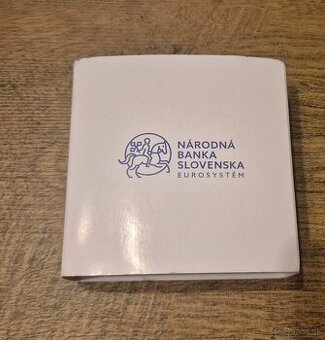 NÁRODNÁ
BANKA
SLOVENSKA
EUROSYSTÉM